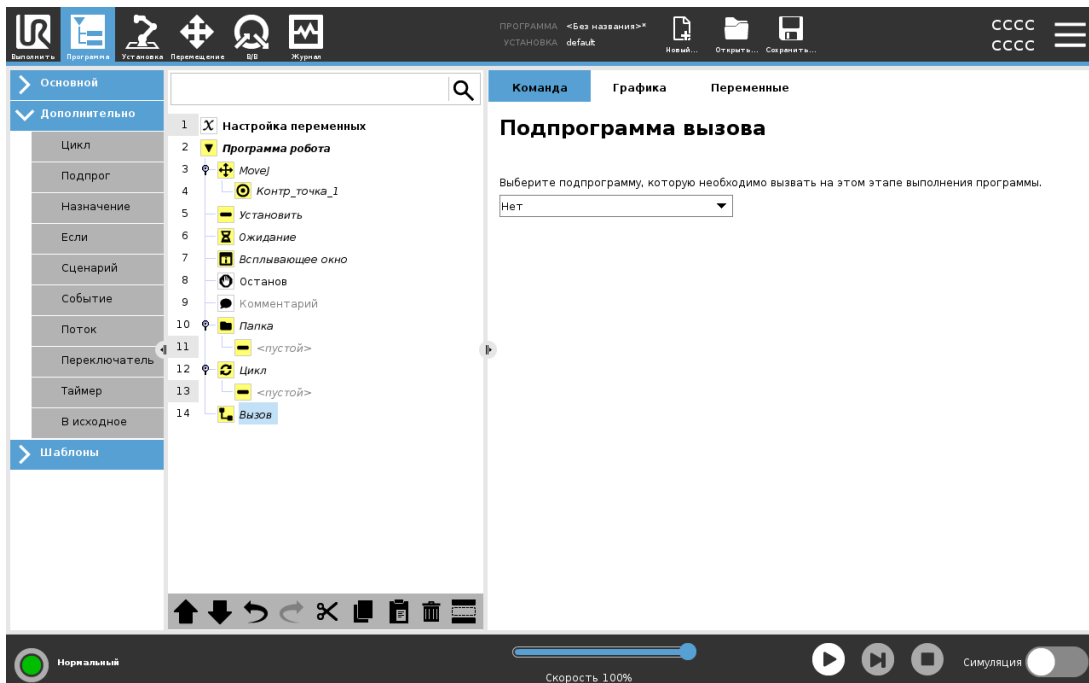 ПРОГРАММА <Без названия>*
УСТАНОВКА default
Новый... Открыть... Сохранить...
CCCC
CCCC
Выполнить Программа Установка Перемещение В/В Журнал
Основной
Дополнительно
Цикл
Подпрог
Назначение
Если
Сценарий
Событие
Поток
Переключатель
Таймер
В исходное
Шаблоны
1 X Настройка переменных
2 Программа робота
3 MoveJ
4 Контр_точка_1
5 Установить
6 Ожидание
7 Всплывающее окно
8 Останов
9 Комментарий
10 Папка
11 <пустой>
12 Цикл
13 <пустой>
14 Вызов
Команда Графика Переменные
Подпрограмма вызова
Выберите подпрограмму, которую необходимо вызвать на этом этапе выполнения программы.
Нет
Нормальный
Скорость 100%
Симуляция